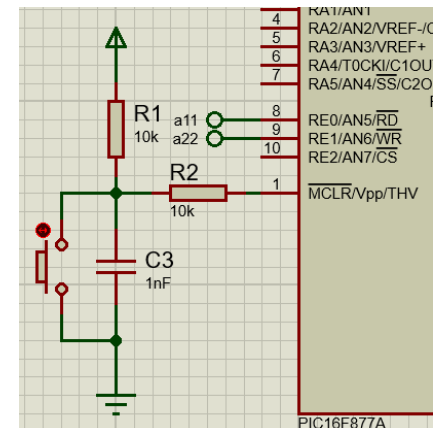 RA1/AN1
4 RA2/AN2/VREF-/C
5 RA3/AN3/VREF+
6 RA4/T0CKI/C1OU
7 RA5/AN4/SS/C2O
R1
10k
a11 8 RE0/AN5/RD
a22 9 RE1/AN6/WR
10 RE2/AN7/CS
R2
10k
1 MCLR/Vpp/THV
C3
1nF
PIC16F877A